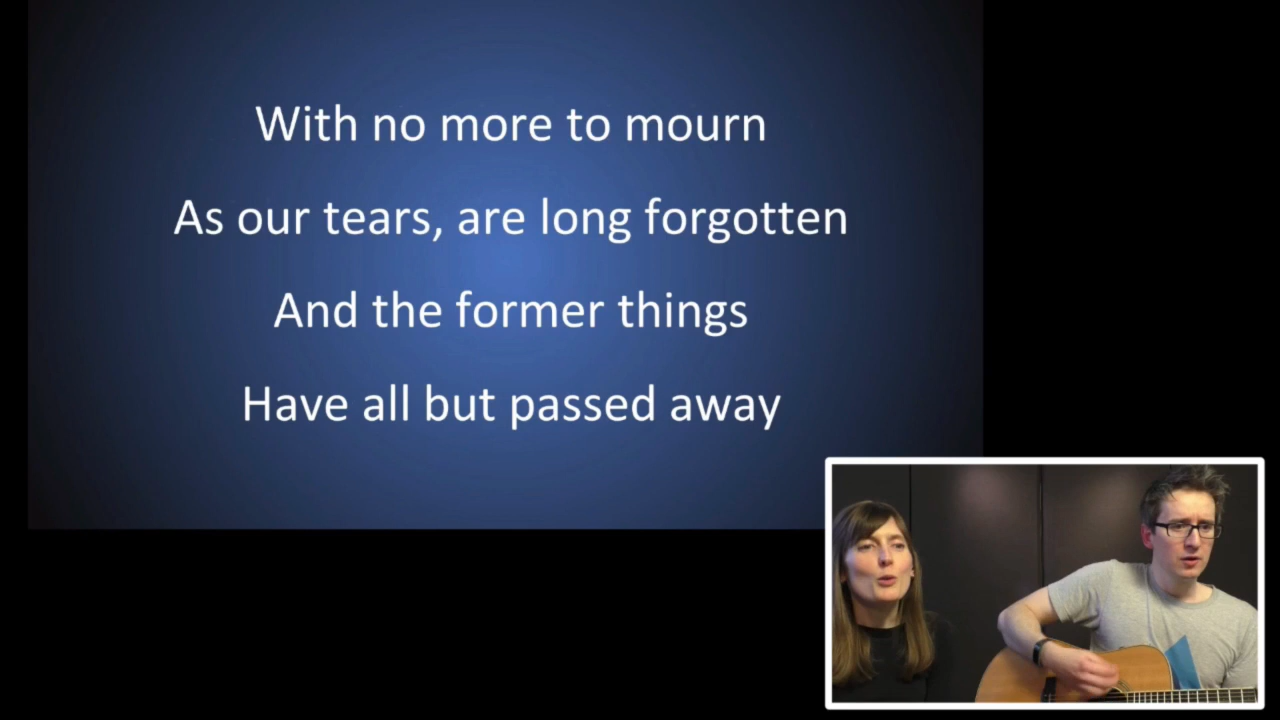 With no more to mourn
As our tears, are long forgotten
And the former things
Have all but passed away